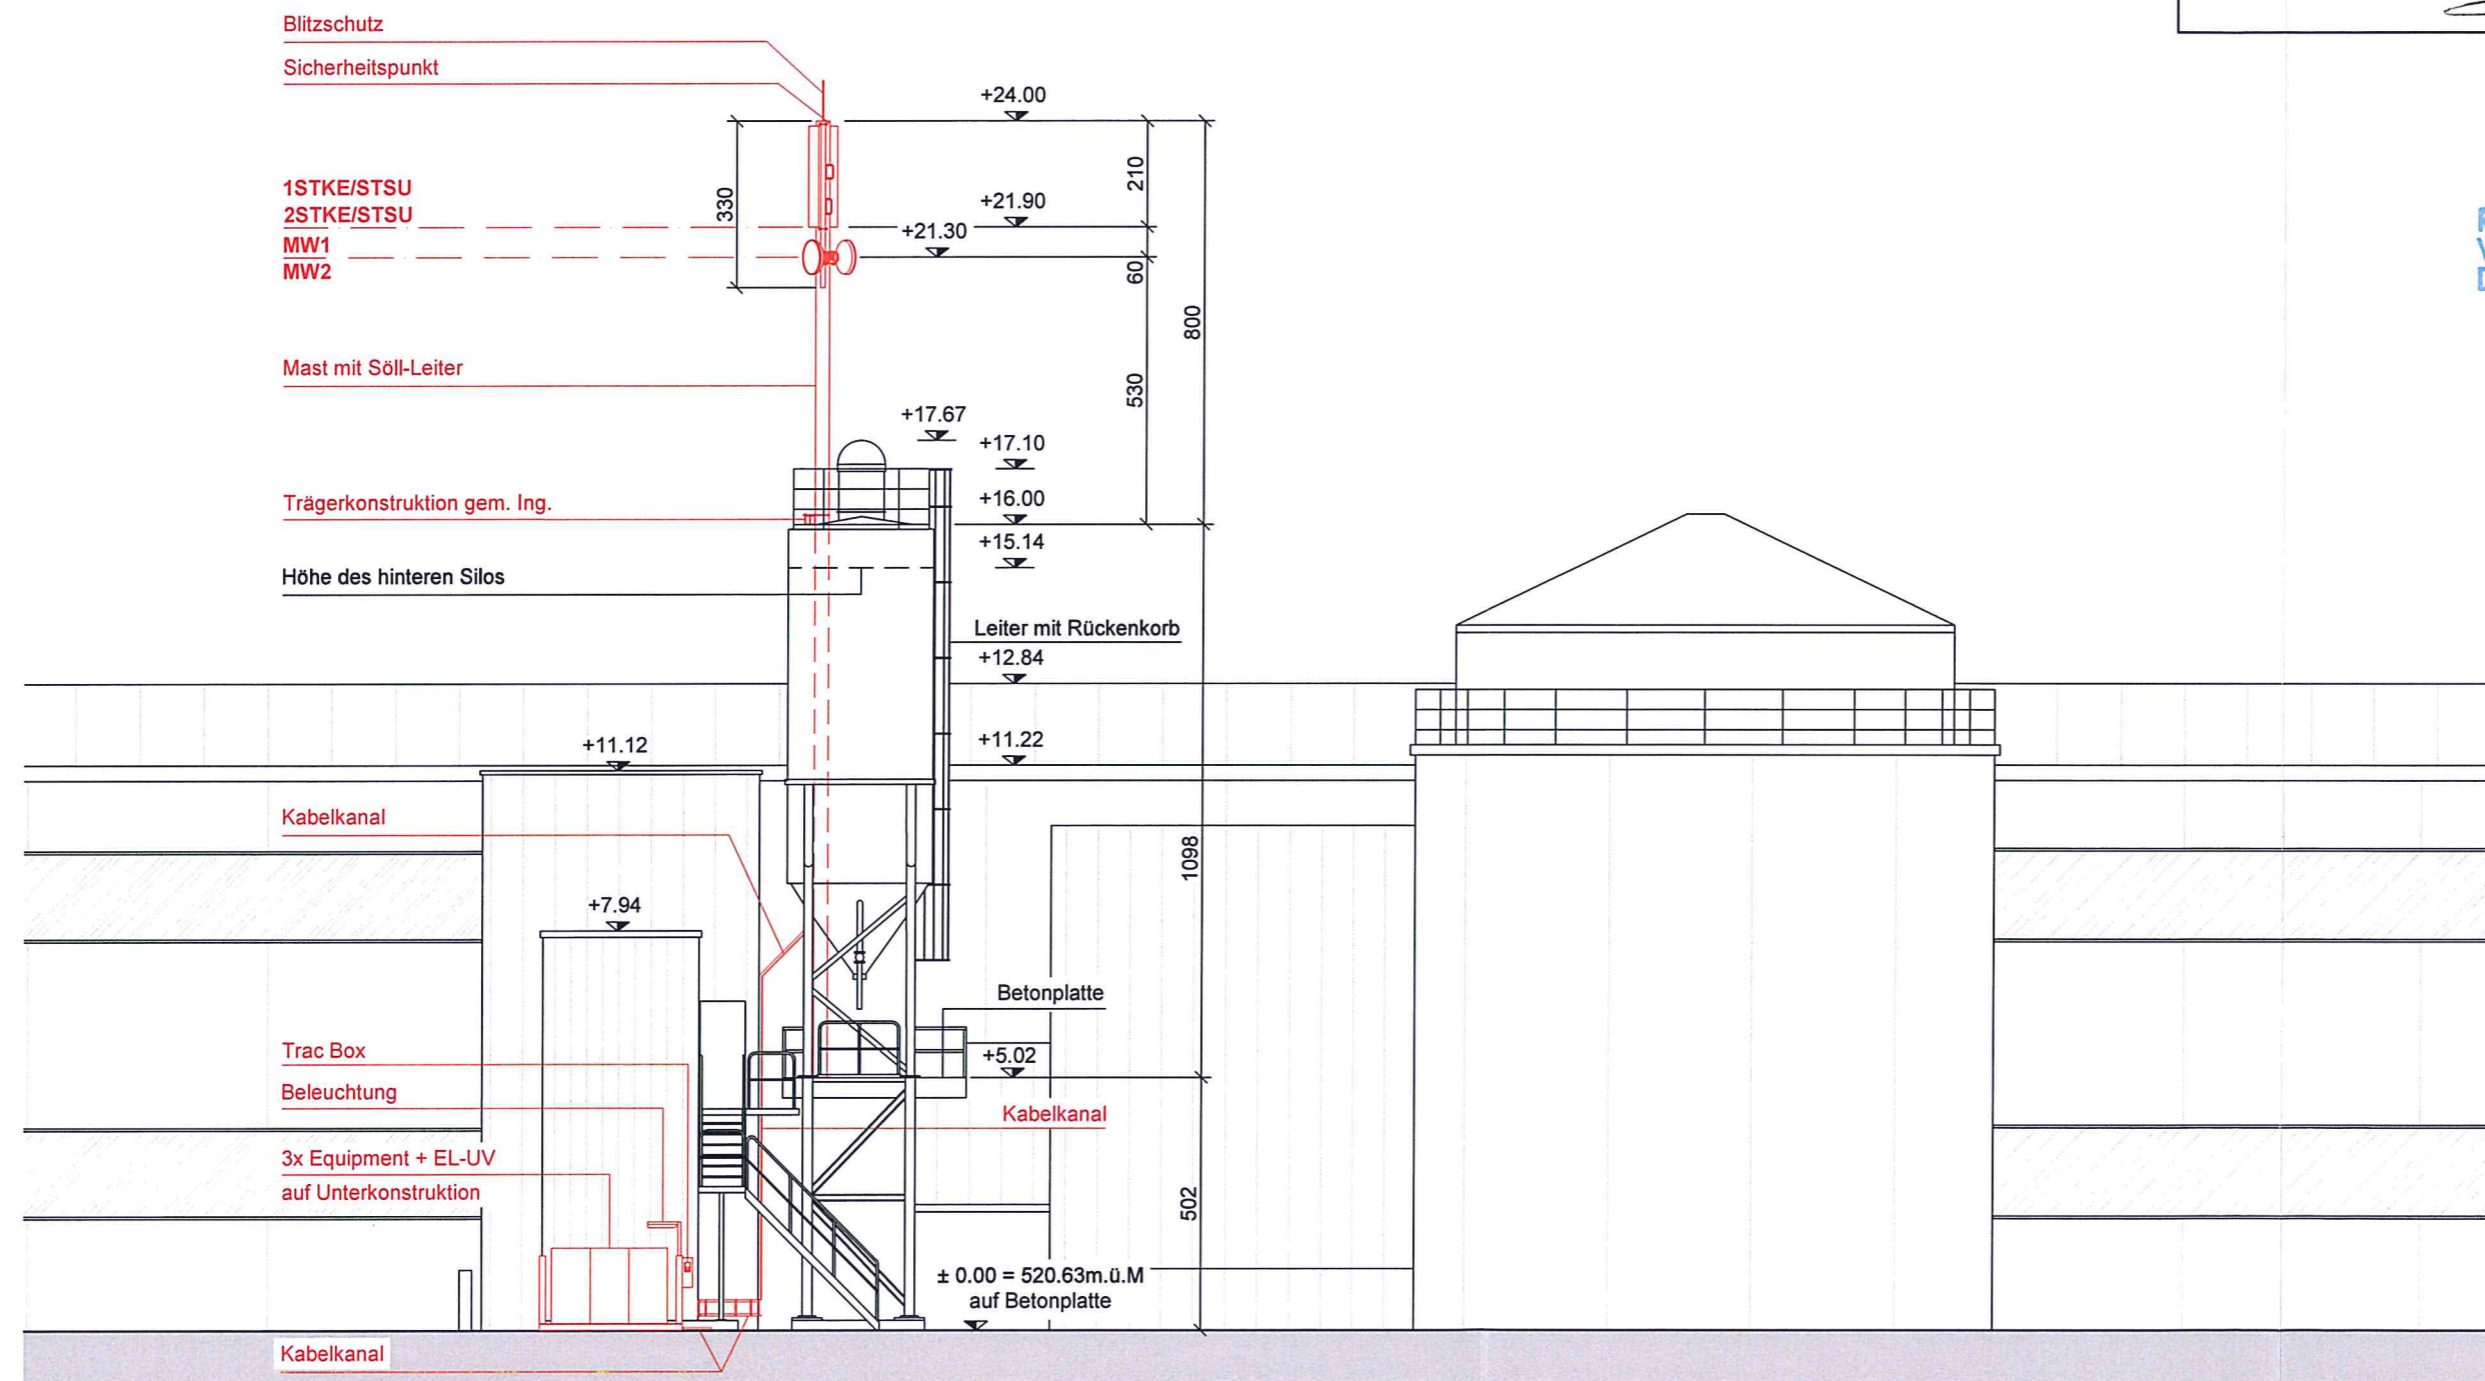 Blitzschutz
Sicherheitspunkt
+24.00
210
330
1STKE/STSU
2STKE/STSU
+21.90
+21.30
MW1
MW2
60
800
Mast mit Söll-Leiter
530
+17.67
+17.10
+16.00
Trägerkonstruktion gem. Ing.
+15.14
Höhe des hinteren Silos
Leiter mit Rückenkorb
+12.84
+11.12
+11.22
Kabelkanal
1098
+7.94
Betonplatte
Trac Box
+5.02
Beleuchtung
Kabelkanal
3x Equipment + EL-UV
auf Unterkonstruktion
502
± 0.00 = 520.63m.ü.M
auf Betonplatte
Kabelkanal